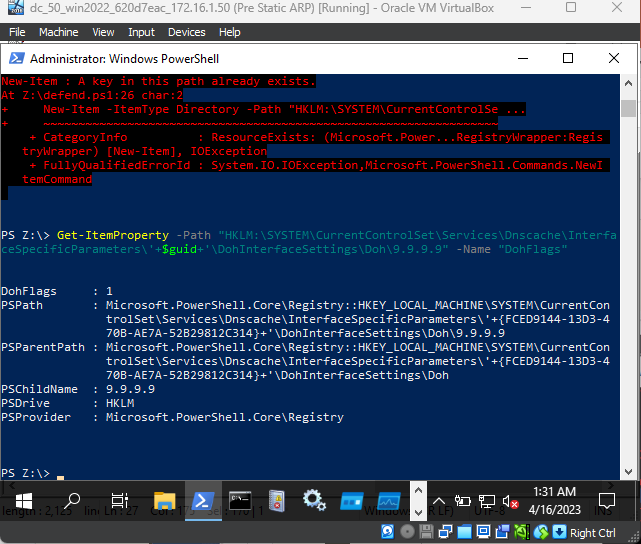 dc_50_win2022_620d7eac_172.16.1.50 (Pre Static ARP) [Running] - Oracle VM VirtualBox
File Machine View Input Devices Help
Administrator: Windows PowerShell
New-Item : A key in this path already exists.
At Z:\defend.ps1:26 char:2
+     New-Item -ItemType Directory -Path "HKLM:\SYSTEM\CurrentControlSe ...
+     ~~~~~~~~~~~~~~~~~~~~~~~~~~~~~~~~~~~~~~~~~~~~~~~~~~~~~~~~~~~~~~~~~
    + CategoryInfo          : ResourceExists: (Microsoft.Power...RegistryWrapper:Regis
   tryWrapper) [New-Item], IOException
    + FullyQualifiedErrorId : System.IO.IOException,Microsoft.PowerShell.Commands.NewI
   temCommand
PS Z:\> Get-ItemProperty -Path "HKLM:\SYSTEM\CurrentControlSet\Services\Dnscache\Interfa
ceSpecificParameters\'+$guid+'\DohInterfaceSettings\Doh\9.9.9.9" -Name "DohFlags"
DohFlags     : 1
PSPath       : Microsoft.PowerShell.Core\Registry::HKEY_LOCAL_MACHINE\SYSTEM\CurrentCon
               trolSet\Services\Dnscache\InterfaceSpecificParameters\'+{FCED9144-13D3-4
               70B-AE7A-52B29812C314}+'\DohInterfaceSettings\Doh\9.9.9.9
PSParentPath : Microsoft.PowerShell.Core\Registry::HKEY_LOCAL_MACHINE\SYSTEM\CurrentCon
               trolSet\Services\Dnscache\InterfaceSpecificParameters\'+{FCED9144-13D3-4
               70B-AE7A-52B29812C314}+'\DohInterfaceSettings\Doh
PSChildName  : 9.9.9.9
PSDrive      : HKLM
PSProvider   : Microsoft.PowerShell.Core\Registry
PS Z:\>
1:31 AM
4/16/2023
Right Ctrl